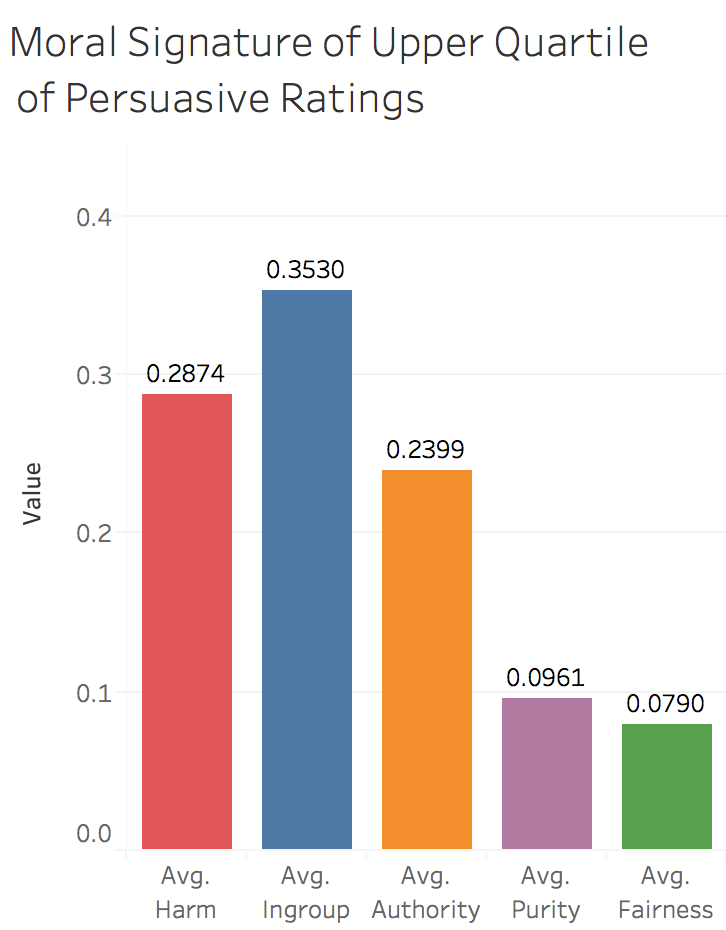 Moral Signature of Upper Quartile
of Persuasive Ratings
Value
0.4
0.3
0.2
0.1
0.0
0.2874
0.3530
0.2399
0.0961
0.0790
Avg.
Harm
Avg.
Ingroup
Avg.
Authority
Avg.
Purity
Avg.
Fairness